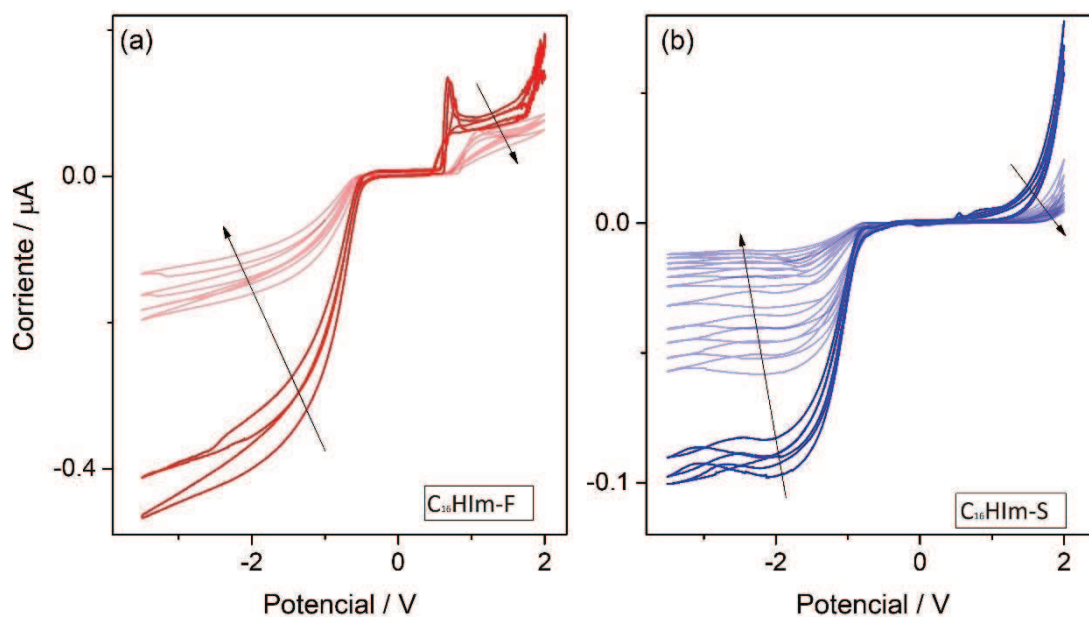 (a)
(b)
0.0
-0.4
0.0
-0.1
Corriente / µA
C₁₆HIm-F
C₁₆HIm-S
-2
0
2
-2
0
2
Potencial / V
Potencial / V